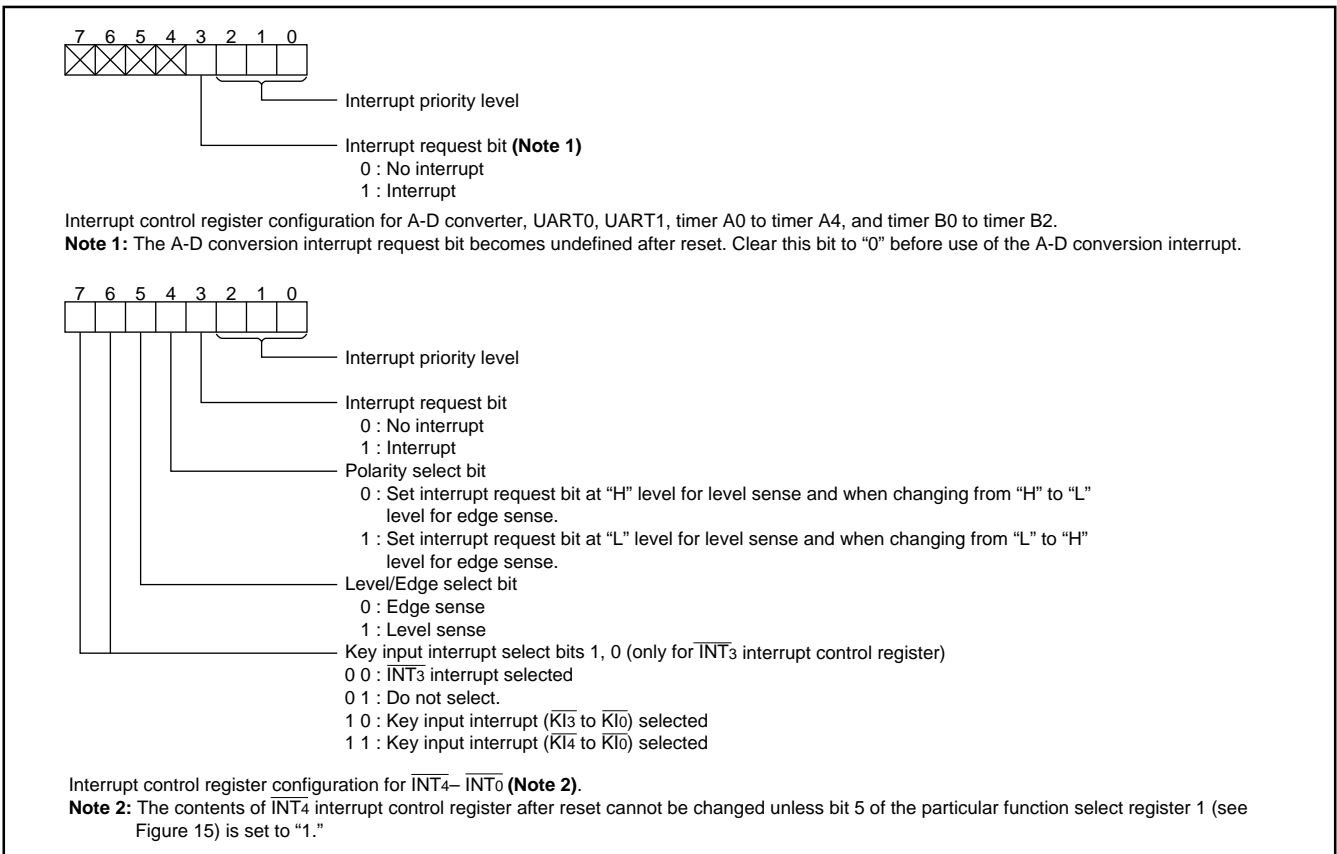 7 6 5 4 3 2 1 0
Interrupt priority level
Interrupt request bit (Note 1)
0 : No interrupt
1 : Interrupt
Interrupt control register configuration for A-D converter, UART0, UART1, timer A0 to timer A4, and timer B0 to timer B2.
Note 1: The A-D conversion interrupt request bit becomes undefined after reset. Clear this bit to “0” before use of the A-D conversion interrupt.
7 6 5 4 3 2 1 0
Interrupt priority level
Interrupt request bit
0 : No interrupt
1 : Interrupt
Polarity select bit
0 : Set interrupt request bit at “H” level for level sense and when changing from “H” to “L”
level for edge sense.
1 : Set interrupt request bit at “L” level for level sense and when changing from “L” to “H”
level for edge sense.
Level/Edge select bit
0 : Edge sense
1 : Level sense
Key input interrupt select bits 1, 0 (only for INT3 interrupt control register)
0 0 : INT3 interrupt selected
0 1 : Do not select.
1 0 : Key input interrupt (KI3 to KI0) selected
1 1 : Key input interrupt (KI4 to KI0) selected
Interrupt control register configuration for INT4– INT0 (Note 2).
Note 2: The contents of INT4 interrupt control register after reset cannot be changed unless bit 5 of the particular function select register 1 (see
Figure 15) is set to “1.”